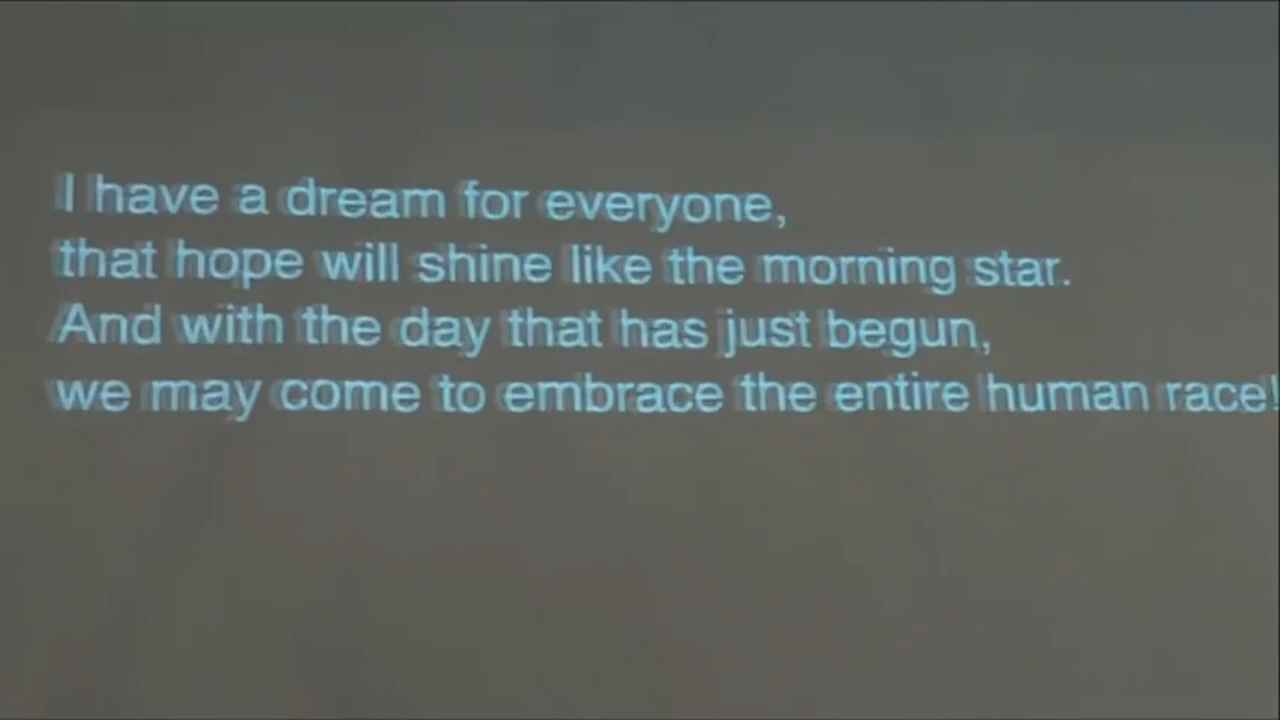 I have a dream for everyone,
that hope will shine like the morning star.
And with the day that has just begun,
we may come to embrace the entire human race!